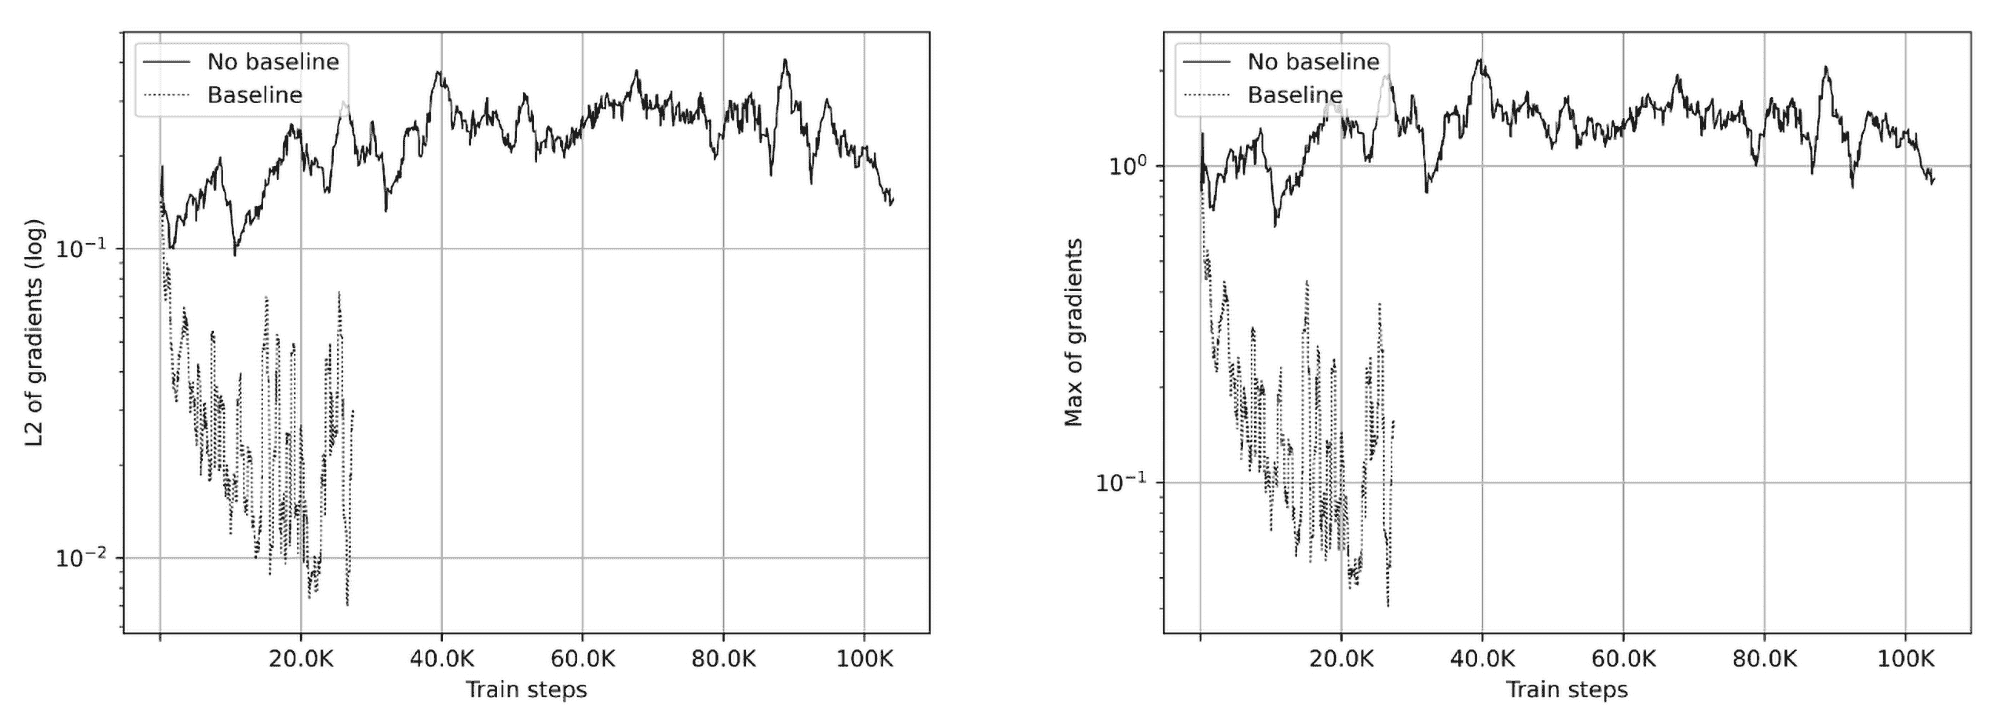 No baseline
Baseline
L2 of gradients (log)
10⁻¹
10⁻²
20.0K 40.0K 60.0K 80.0K 100K
Train steps
No baseline
Baseline
Max of gradients
10⁰
10⁻¹
20.0K 40.0K 60.0K 80.0K 100K
Train steps